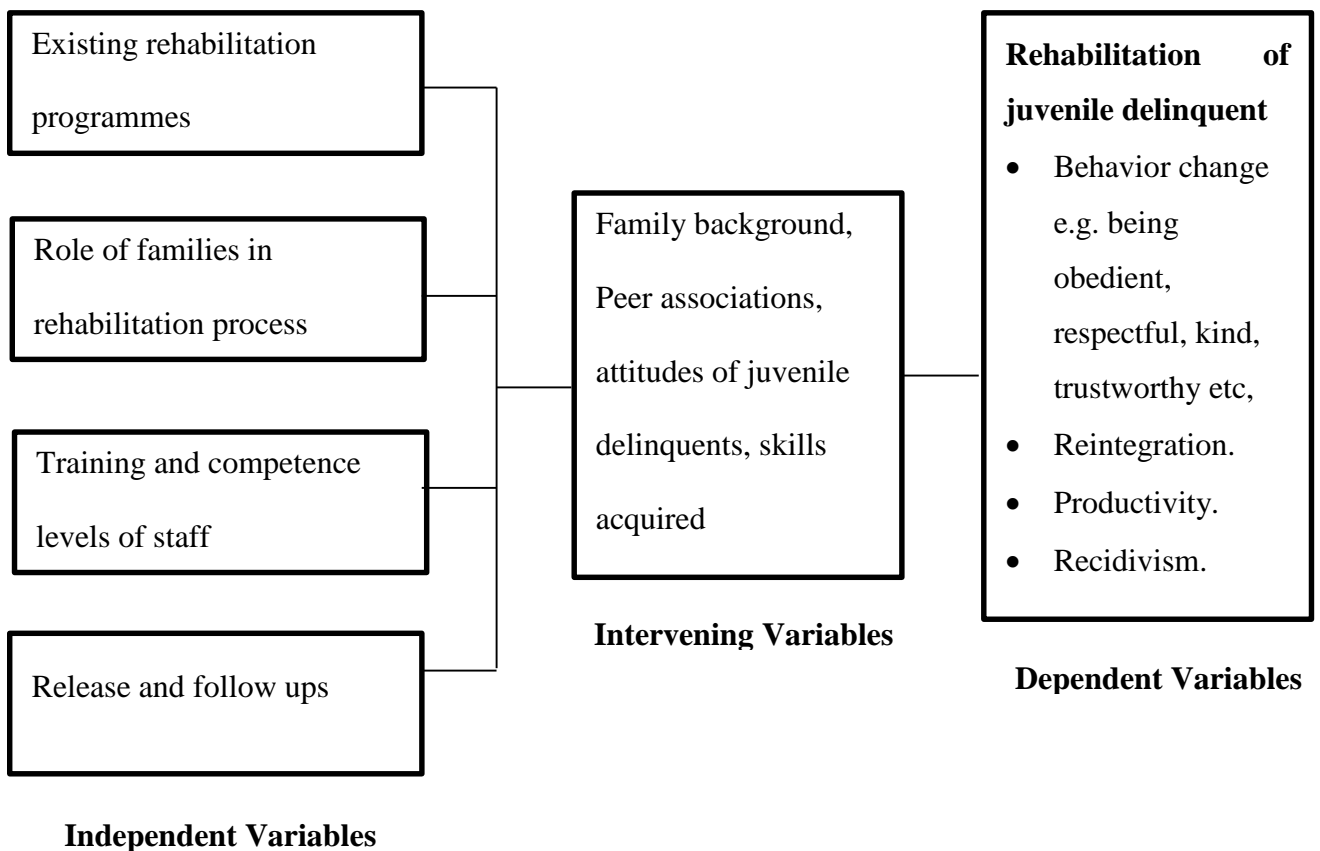 Existing rehabilitation
programmes
Role of families in
rehabilitation process
Training and competence
levels of staff
Release and follow ups
Independent Variables
Family background,
Peer associations,
attitudes of juvenile
delinquents, skills
acquired
Intervening Variables
Rehabilitation of
juvenile delinquent
• Behavior change
e.g. being
obedient,
respectful, kind,
trustworthy etc,
• Reintegration.
• Productivity.
• Recidivism.
Dependent Variables